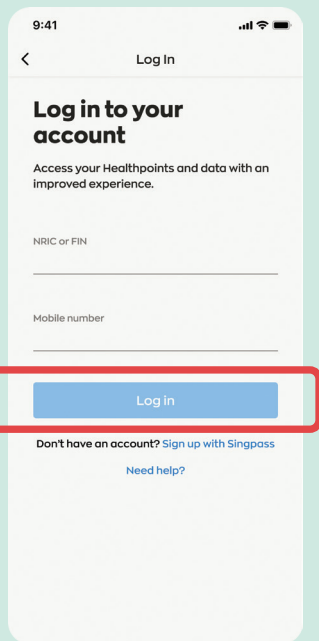 9:41
Log In
Log in to your
account
Access your Healthpoints and data with an
improved experience.
NRIC or FIN
Mobile number
Log in
Don't have an account? Sign up with Singpass
Need help?